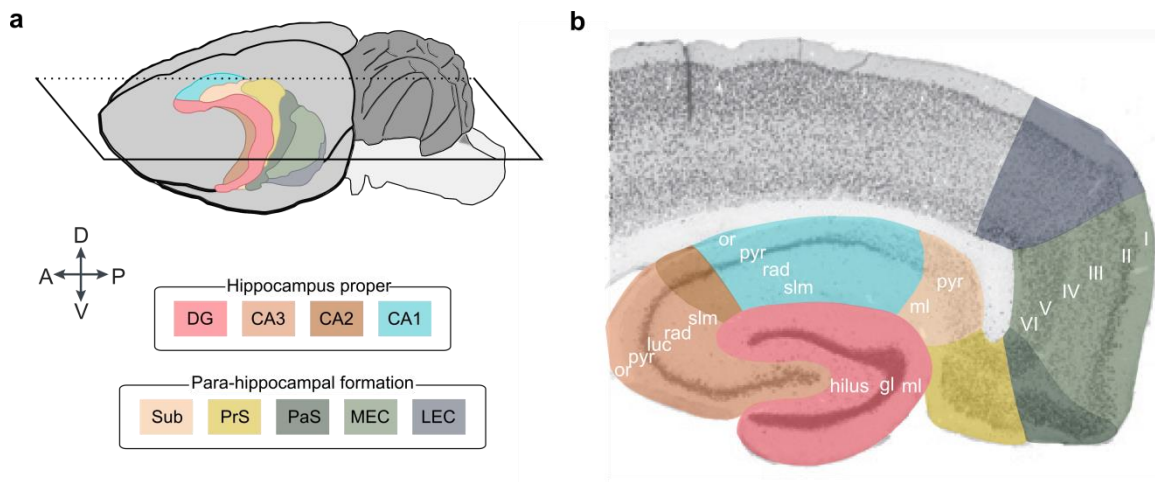 a
D
A
P
V
Hippocampus proper
DG CA3 CA2 CA1
Para-hippocampal formation
Sub PrS PaS MEC LEC
b
or
pyr
rad
slm
pyr
ml
slm
rad
luc
pyr
or
hilus gl ml
I
II
III
IV
V
VI